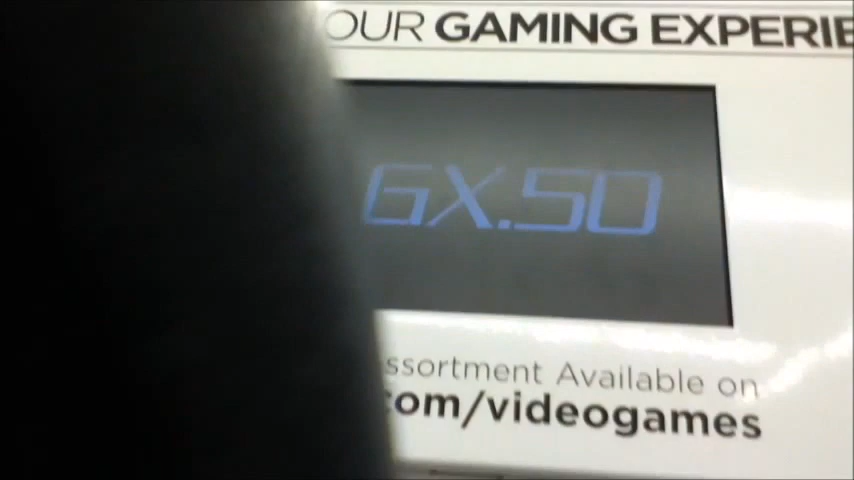 OUR GAMING EXPERIE
GX.50
ssortment Available on
com/videogames